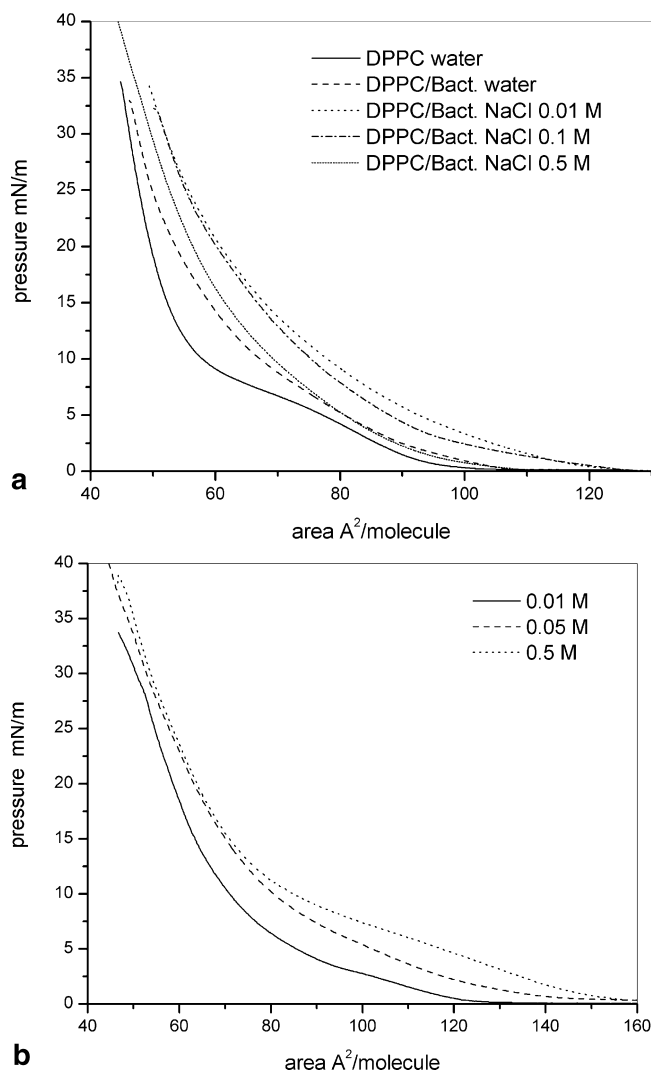 40
35
30
25
20
15
10
5
0
pressure mN/m
DPPC water
DPPC/Bact. water
DPPC/Bact. NaCl 0.01 M
DPPC/Bact. NaCl 0.1 M
DPPC/Bact. NaCl 0.5 M
40 60 80 100 120
a
area A²/molecule
40
35
30
25
20
15
10
5
0
pressure mN/m
0.01 M
0.05 M
0.5 M
40 60 80 100 120 140 160
b
area A²/molecule